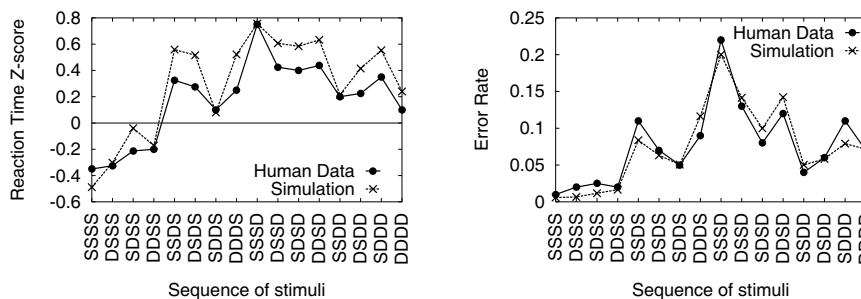 Reaction Time Z-score
0.8
0.6
0.4
0.2
0
-0.2
-0.4
-0.6
Human Data
Simulation
SSSS
DSSS
SDSS
DDSS
SSDS
DSDS
SDDS
DDDS
SSSD
DSSD
SDSD
DDSD
SSDD
DSDD
SDDD
DDDD
Sequence of stimuli
Error Rate
0.25
0.2
0.15
0.1
0.05
0
Human Data
Simulation
SSSS
DSSS
SDSS
DDSS
SSDS
DSDS
SDDS
DDDS
SSSD
DSSD
SDSD
DDSD
SSDD
DSDD
SDDD
DDDD
Sequence of stimuli